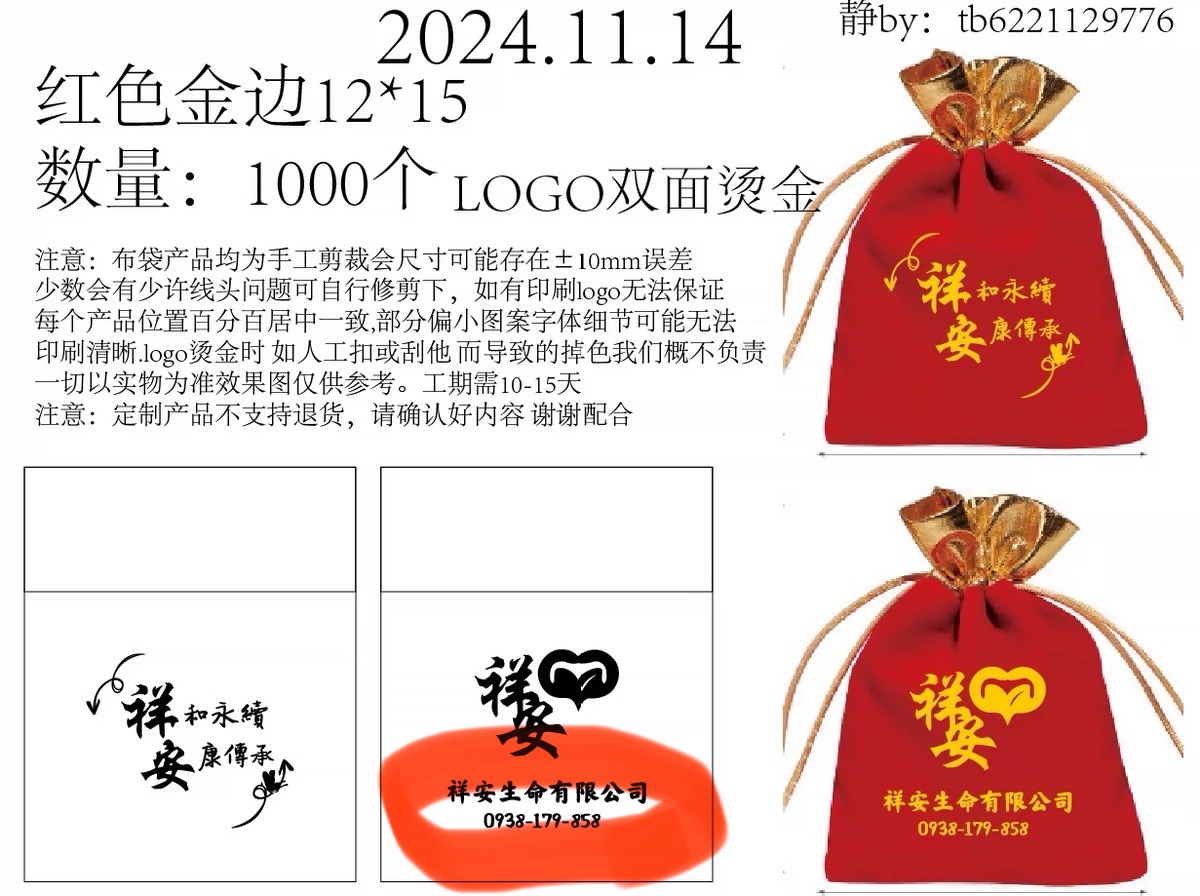 2024.11.14
静by：tb6221129776
红色金边12*15
数量：1000个 LOGO双面烫金
注意：布袋产品均为手工剪裁会尺寸可能存在±10mm误差
少数会有少许线头问题可自行修剪下，如有印刷logo无法保证
每个产品位置百分百居中一致,部分偏小图案字体细节可能无法
印刷清晰.logo烫金时 如人工扣或刮他 而导致的掉色我们概不负责
一切以实物为准效果图仅供参考。工期需10-15天
注意：定制产品不支持退货，请确认好内容 谢谢配合
祥和永續
安康傳承
祥安
祥安生命有限公司
0938-179-858
祥和永續
安康傳承
祥安
祥安生命有限公司
0938-179-858